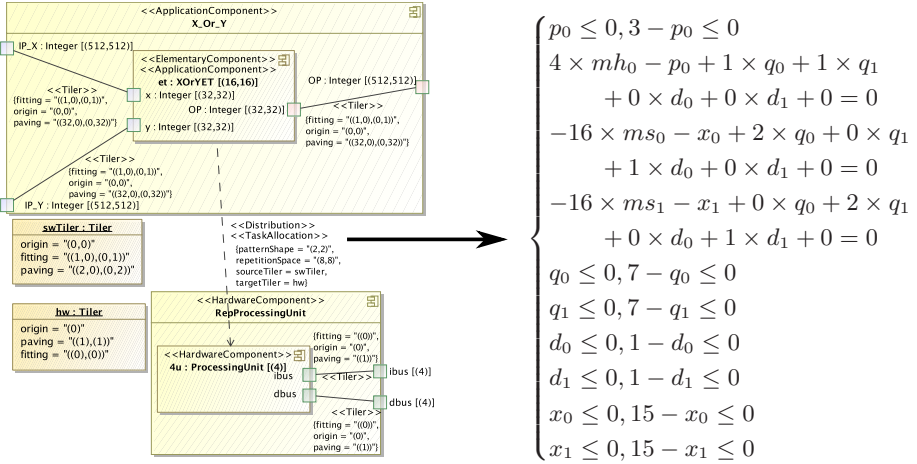 <<ApplicationComponent>>
X_Or_Y
IP_X : Integer [(512,512)]
<<ElementaryComponent>>
<<ApplicationComponent>>
et : XOrYET [(16,16)]
x : Integer [(32,32)]
OP : Integer [(32,32)]
y : Integer [(32,32)]
OP : Integer [(512,512)]
<<Tiler>>
{fitting = "((1,0),(0,1))",
origin = "(0,0)"
paving = "((32,0),(0,32))"}
<<Tiler>>
{fitting = "((1,0),(0,1))",
origin = "(0,0)",
paving = "((32,0),(0,32))"}
<<Tiler>>
{fitting = "((1,0),(0,1))",
origin = "(0,0)"
paving = "((32,0),(0,32))"}
IP_Y : Integer [(512,512)]
swTiler : Tiler
origin = "(0,0)"
fitting = "((1,0),(0,1))"
paving = "((2,0),(0,2))"
<<Distribution>>
<<TaskAllocation>>
{patternShape = "(2,2)",
repetitionSpace = "(8,8)",
sourceTiler = swTiler,
targetTiler = hw}
hw : Tiler
origin = "(0)"
paving = "((1),(1))"
fitting = "((0),(0))"
<<HardwareComponent>>
RepProcessingUnit
<<HardwareComponent>>
4u : ProcessingUnit [(4)]
ibus
dbus
{fitting = "((0))",
origin = "(0)",
paving = "((1))"}
<<Tiler>>
ibus [(4)]
dbus [(4)]
<<Tiler>>
{fitting = "((0))",
origin = "(0)",
paving = "((1))"}
p₀ ≤ 0, 3 − p₀ ≤ 0
4 × mh₀ − p₀ + 1 × q₀ + 1 × q₁
+ 0 × d₀ + 0 × d₁ + 0 = 0
−16 × ms₀ − x₀ + 2 × q₀ + 0 × q₁
+ 1 × d₀ + 0 × d₁ + 0 = 0
−16 × ms₁ − x₁ + 0 × q₀ + 2 × q₁
+ 0 × d₀ + 1 × d₁ + 0 = 0
q₀ ≤ 0, 7 − q₀ ≤ 0
q₁ ≤ 0, 7 − q₁ ≤ 0
d₀ ≤ 0, 1 − d₀ ≤ 0
d₁ ≤ 0, 1 − d₁ ≤ 0
x₀ ≤ 0, 15 − x₀ ≤ 0
x₁ ≤ 0, 15 − x₁ ≤ 0